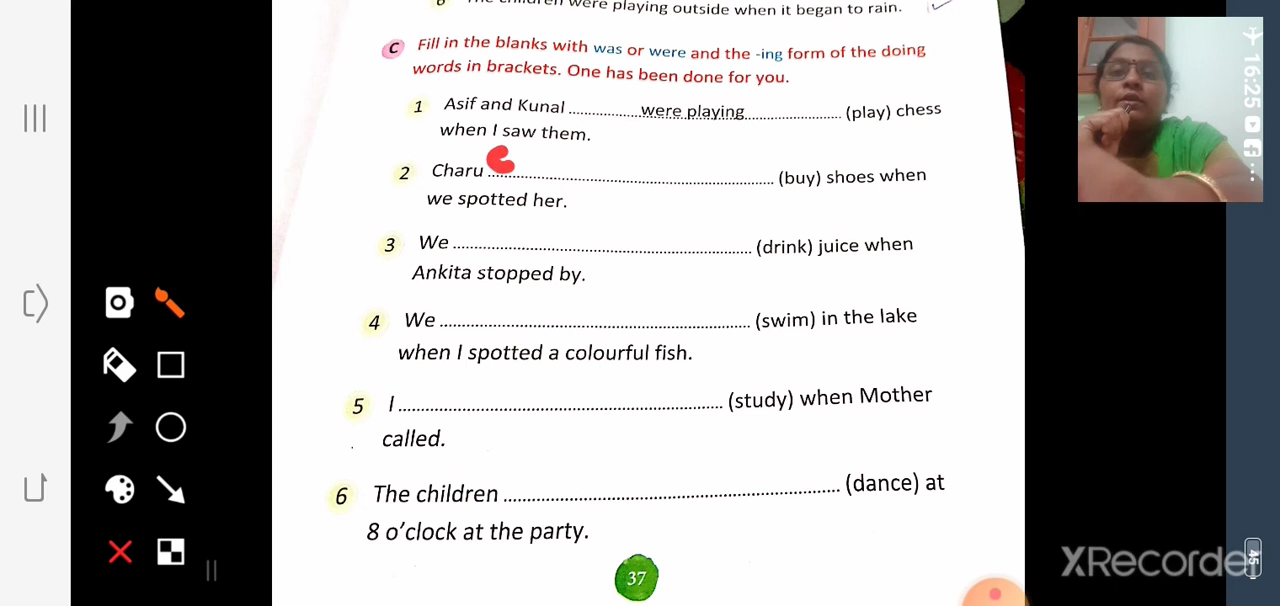 The children were playing outside when it began to rain.
C Fill in the blanks with was or were and the -ing form of the doing
words in brackets. One has been done for you.
1 Asif and Kunal ............were playing............ (play) chess
when I saw them.
2 Charu ........................ (buy) shoes when
we spotted her.
3 We ........................ (drink) juice when
Ankita stopped by.
4 We ........................ (swim) in the lake
when I spotted a colourful fish.
5 I ........................ (study) when Mother
called.
6 The children ........................ (dance) at
8 o'clock at the party.
37
16:25
XRecorder
45